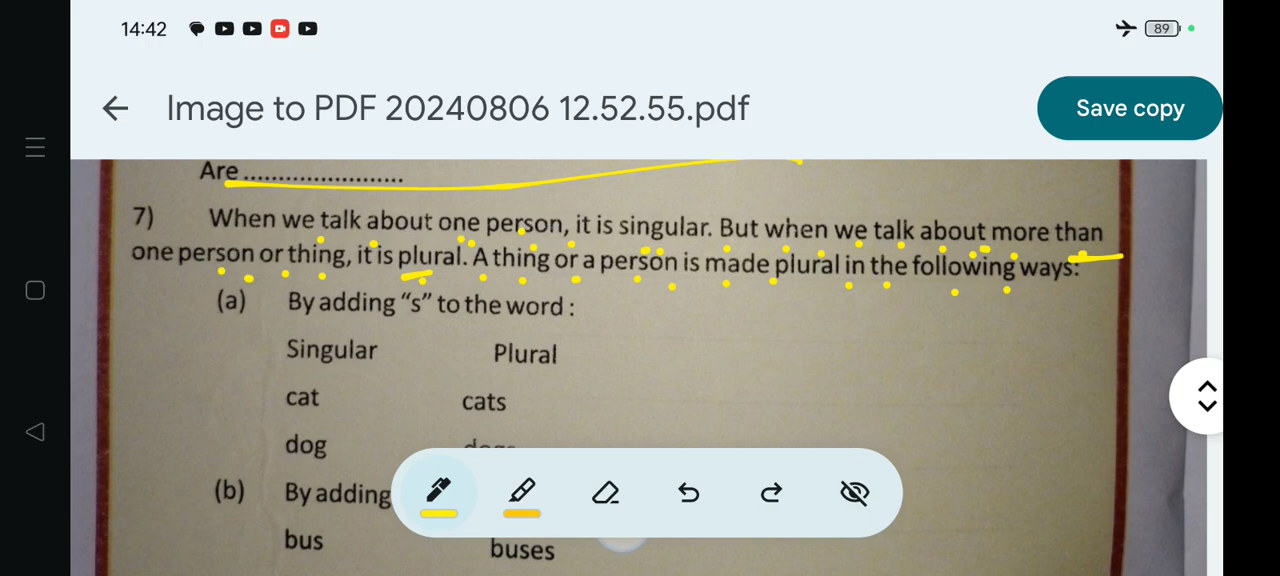 14:42
89
Image to PDF 20240806 12.52.55.pdf
Save copy
Are .......................
7) When we talk about one person, it is singular. But when we talk about more than
one person or thing, it is plural. A thing or a person is made plural in the following ways:
(a) By adding “s” to the word :
Singular Plural
cat cats
dog
(b) By adding
bus buses